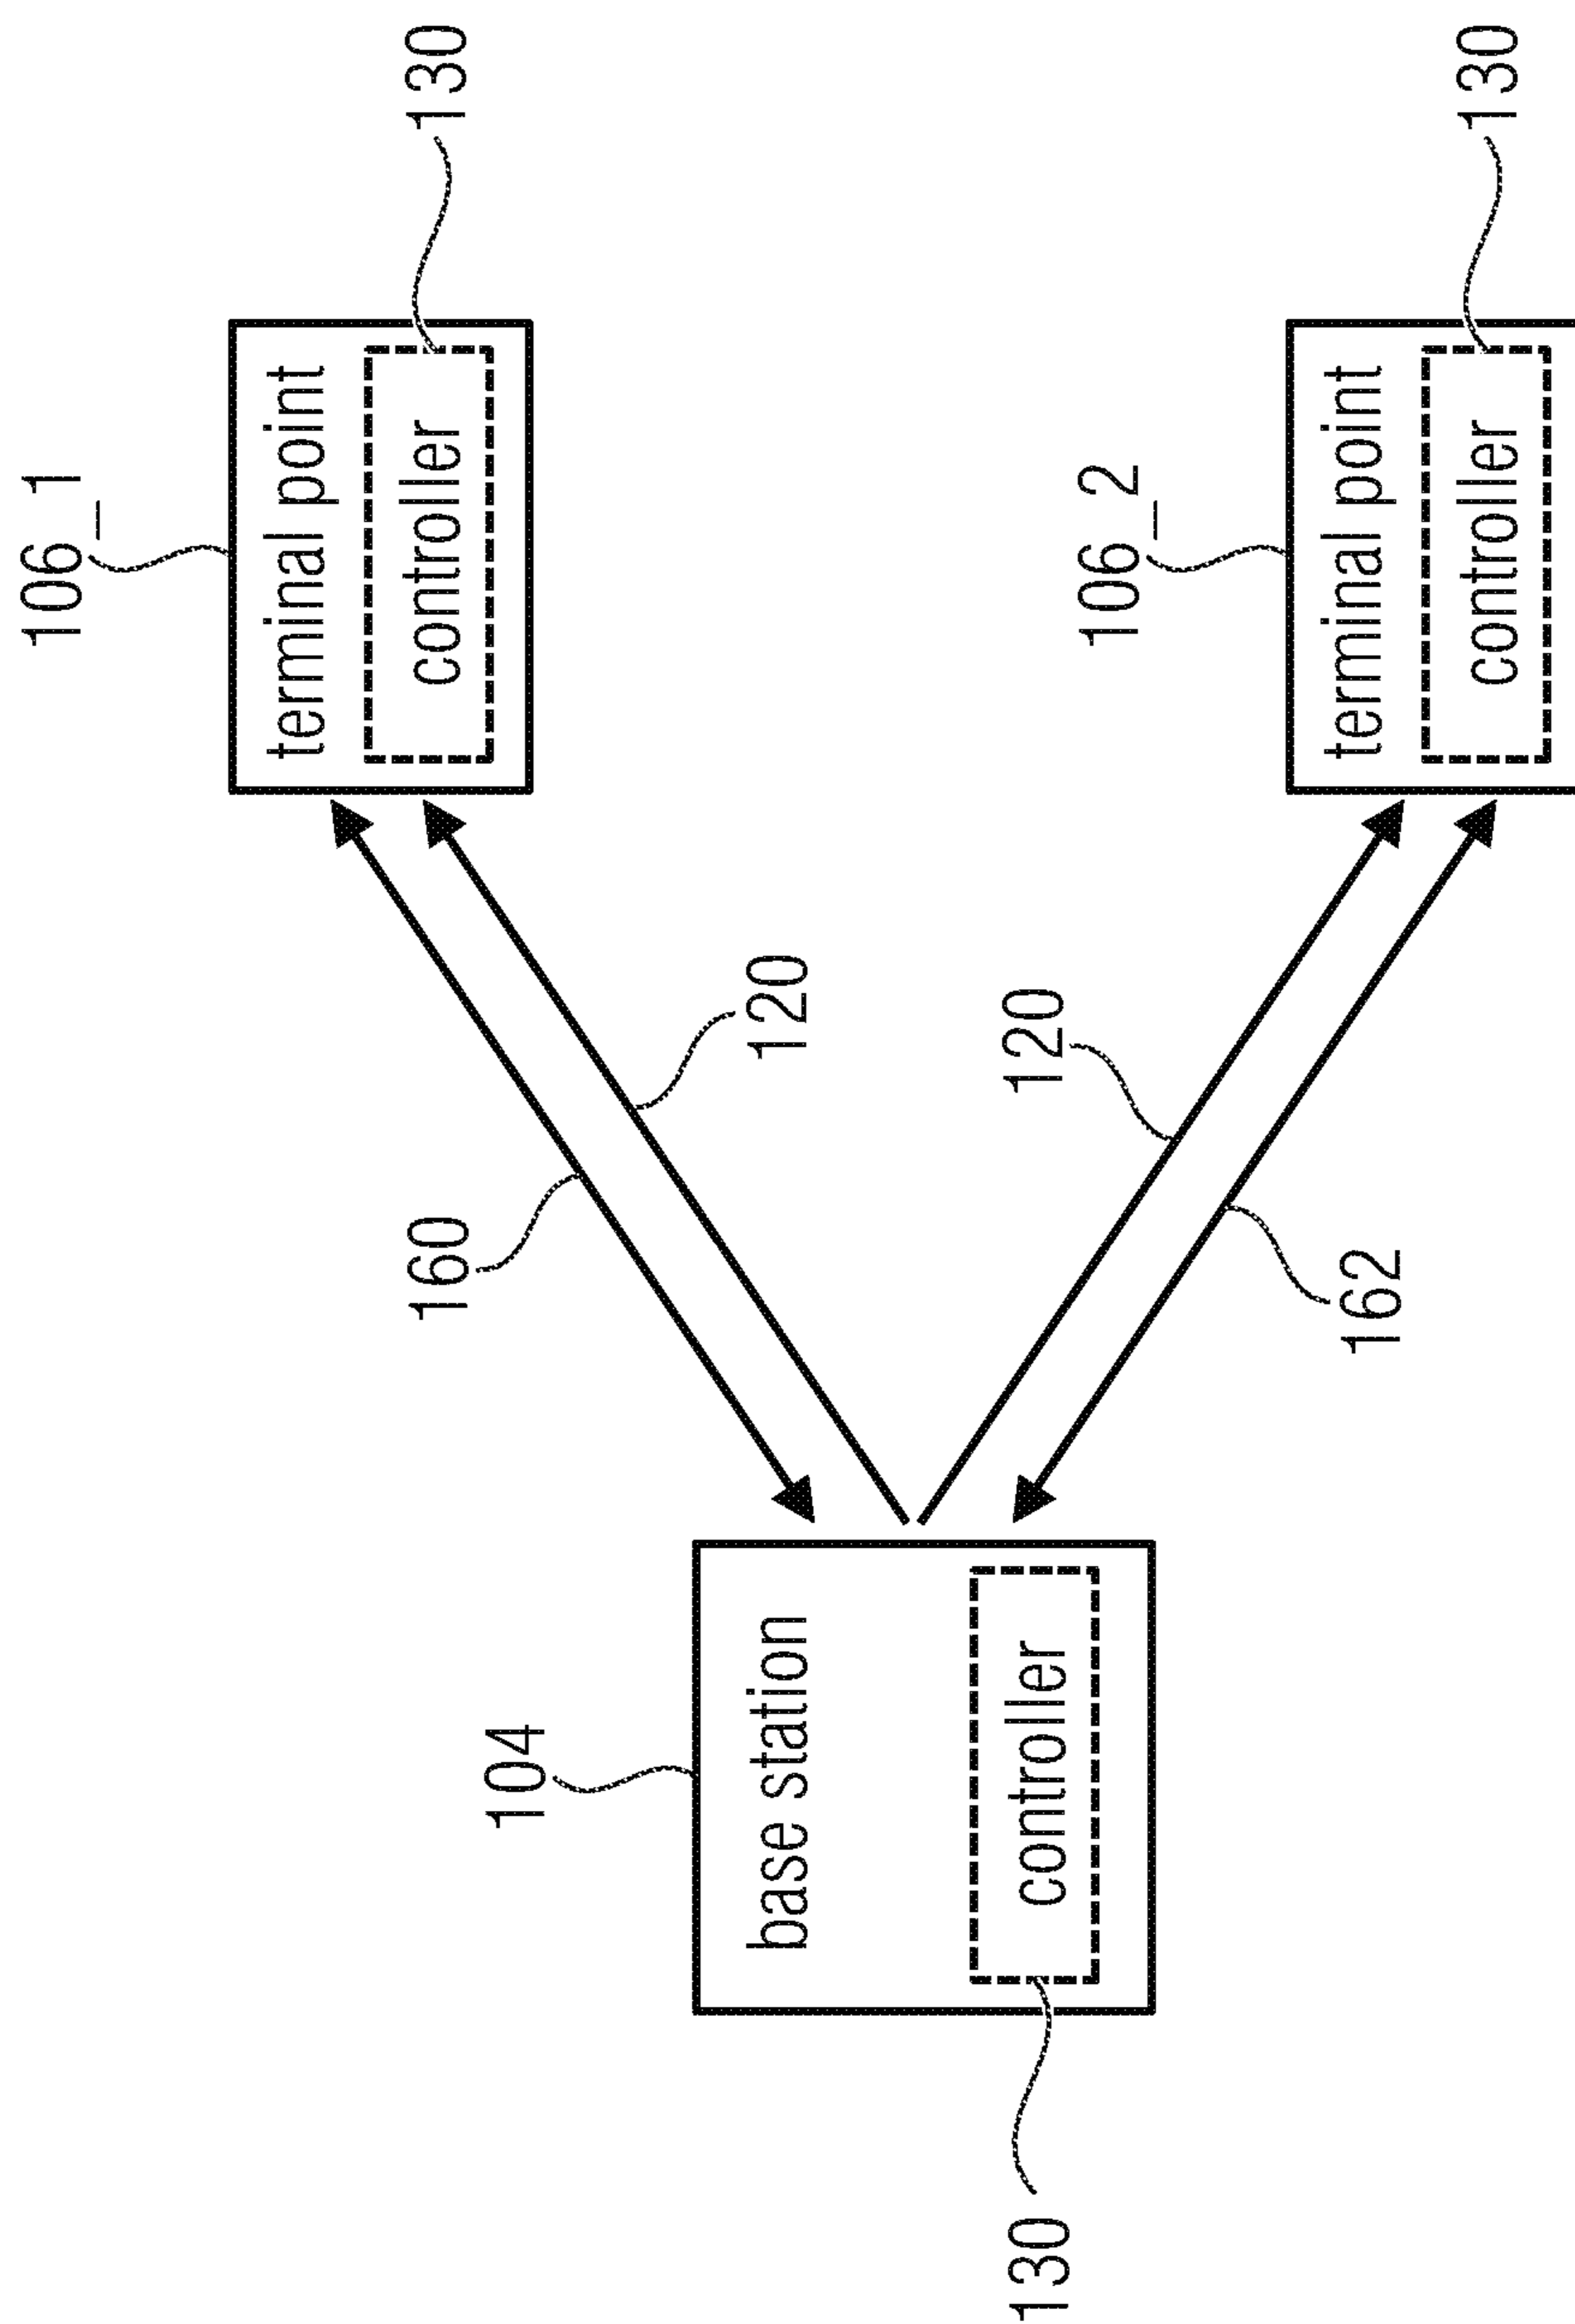 106_1
terminal point
controller
130
160
120
104
base station
controller
130
120
162
106_2
terminal point
controller
130